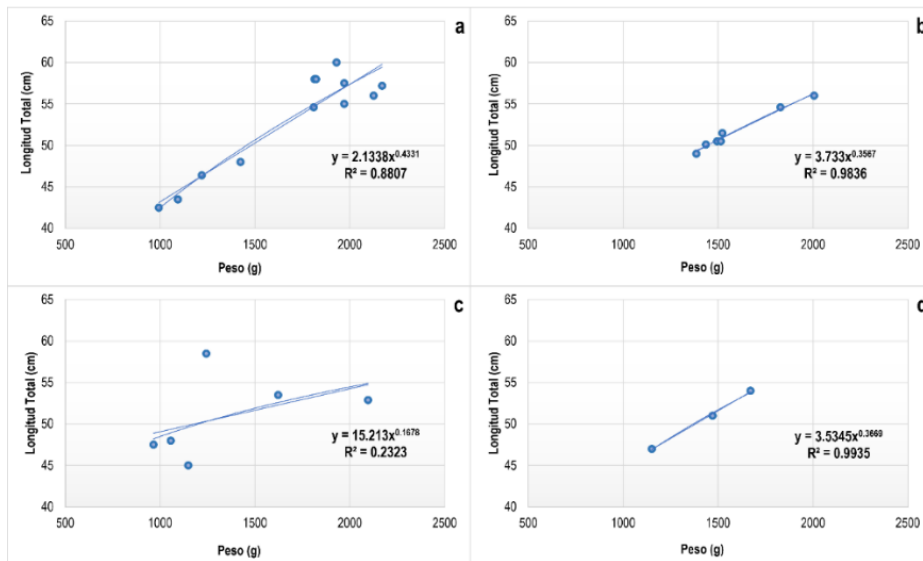 a
65
60
55
50
45
40
Longitud Total (cm)
y = 2.1338x^0.4331
R² = 0.8807
500 1000 1500 2000 2500
Peso (g)
b
65
60
55
50
45
40
Longitud Total (cm)
y = 3.733x^0.3567
R² = 0.9836
500 1000 1500 2000 2500
Peso (g)
c
65
60
55
50
45
40
Longitud Total (cm)
y = 15.213x^0.1678
R² = 0.2323
500 1000 1500 2000 2500
Peso (g)
d
65
60
55
50
45
40
Longitud Total (cm)
y = 3.5345x^0.3669
R² = 0.9935
500 1000 1500 2000 2500
Peso (g)